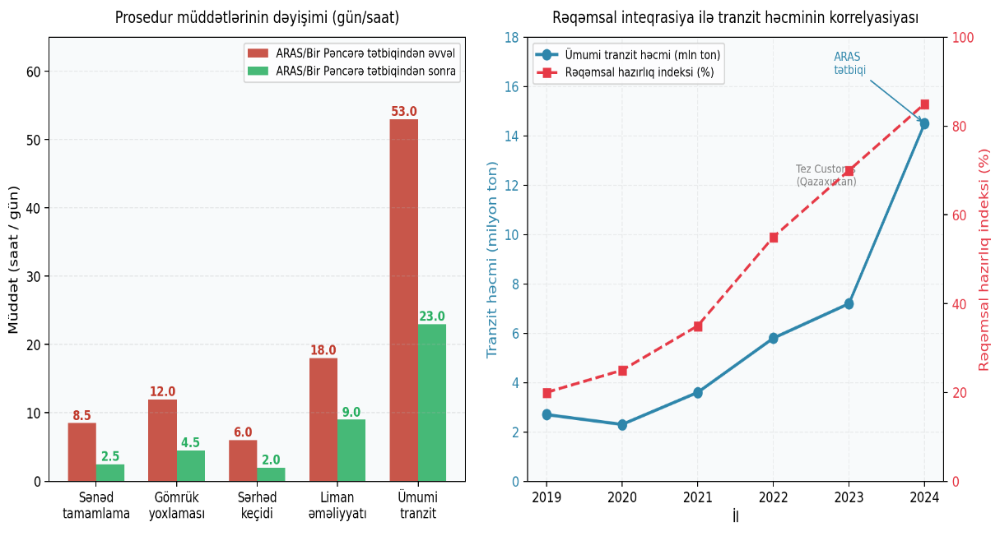 Prosedur müddətlərinin dəyişimi (gün/saat)
ARAS/Bir Pəncərə tətbiqindən əvvəl
ARAS/Bir Pəncərə tətbiqindən sonra
Müddət (saat / gün)
60
50
40
30
20
10
0
8.5
2.5
12.0
4.5
6.0
2.0
18.0
9.0
53.0
23.0
Sənəd
tamamlama
Gömrük
yoxlaması
Sərhəd
keçidi
Liman
əməliyyatı
Ümumi
tranzit
Rəqəmsal inteqrasiya ilə tranzit həcminin korrelyasiyası
Ümumi tranzit həcmi (mln ton)
Rəqəmsal hazırlıq indeksi (%)
ARAS
tətbiqi
Tez Customs
(Qazaxıstan)
Tranzit həcmi (milyon ton)
18
16
14
12
10
8
6
4
2
0
100
80
60
40
20
0
Rəqəmsal hazırlıq indeksi (%)
2019 2020 2021 2022 2023 2024
İl